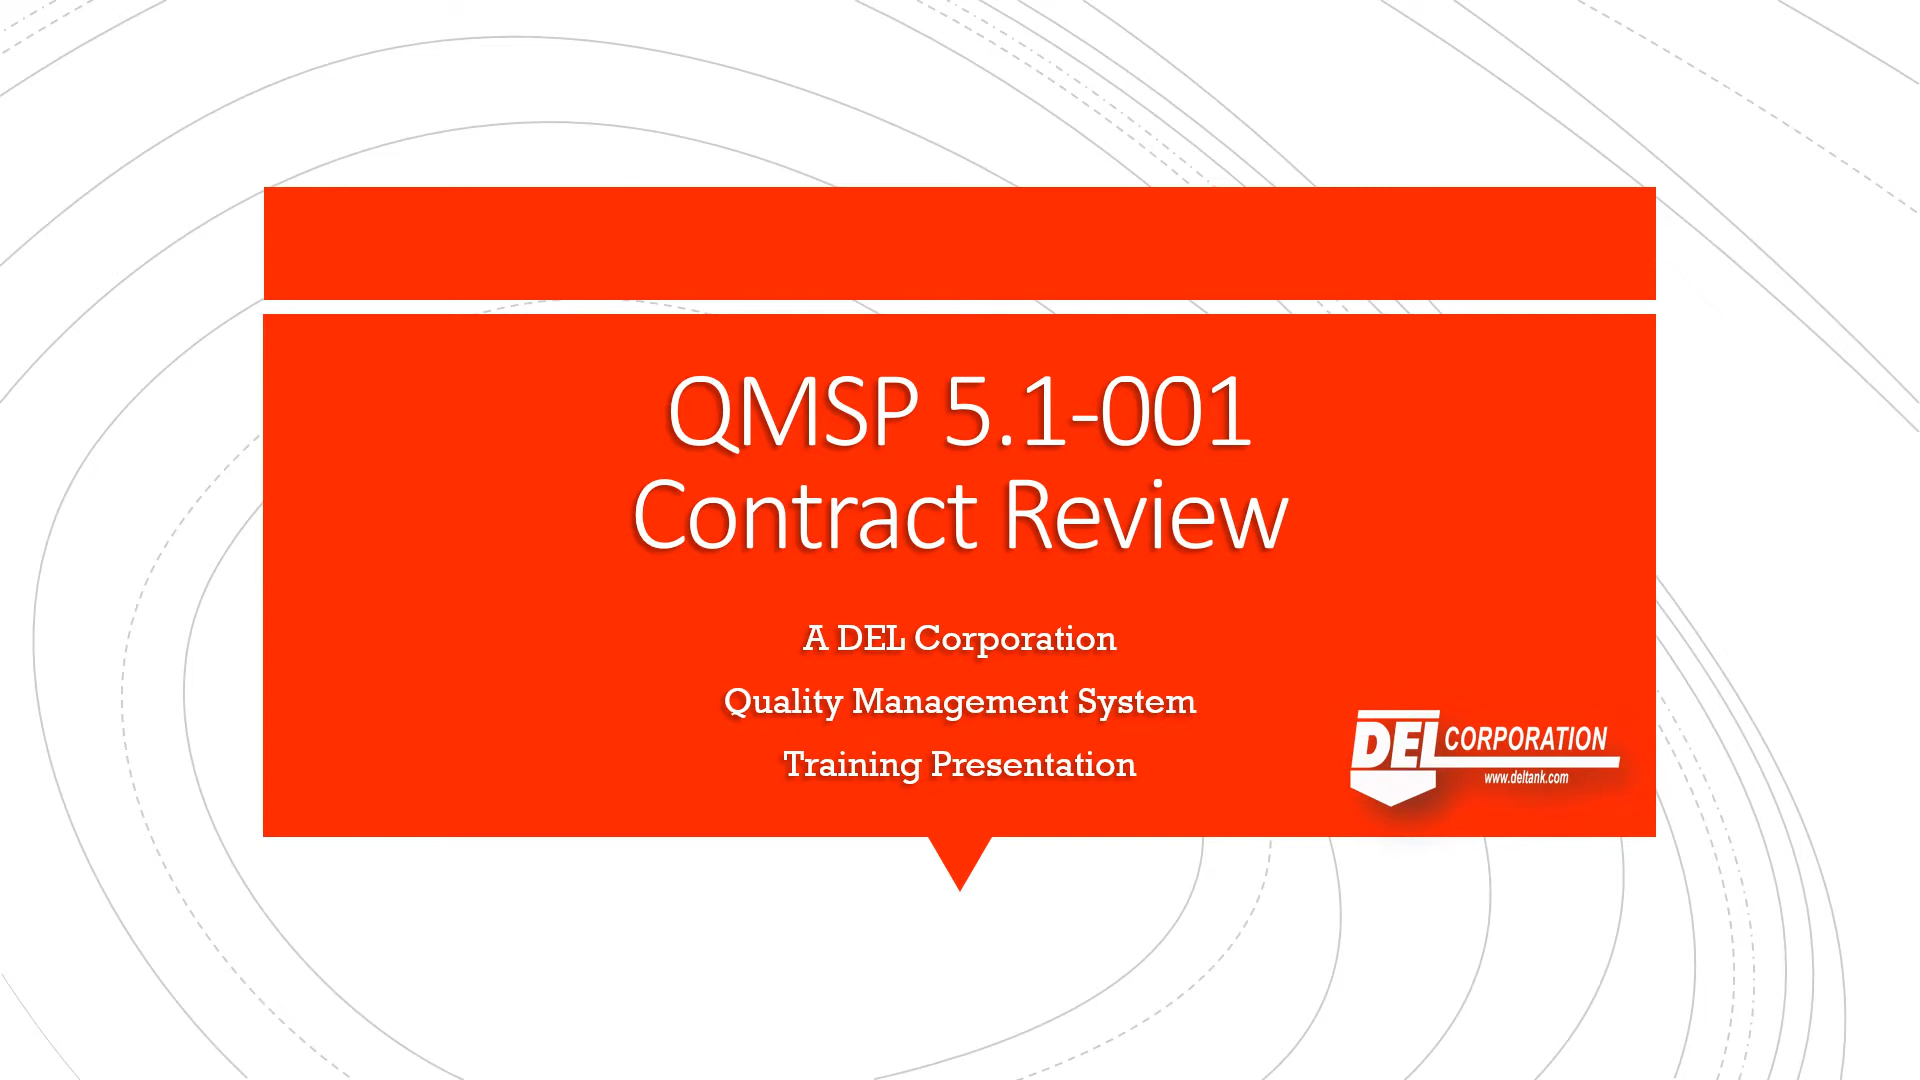 QMSP 5.1-001
Contract Review
A DEL Corporation
Quality Management System
Training Presentation
DEL CORPORATION
www.deltank.com